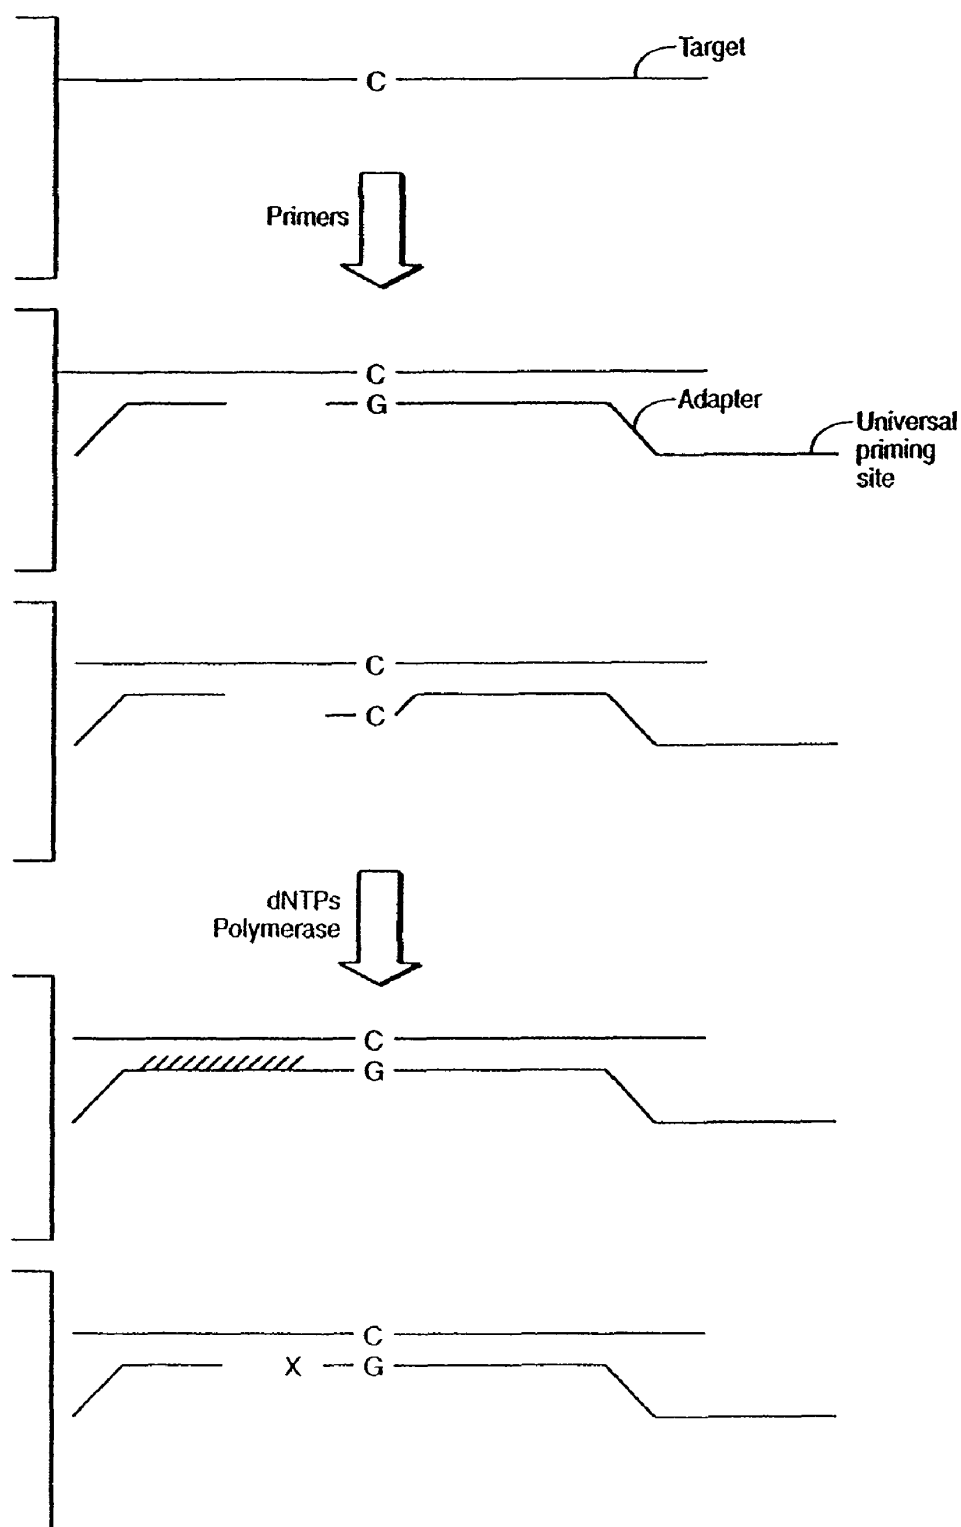 Target
C
Primers
C
G
Adapter
Universal
priming
site
C
C
dNTPs
Polymerase
C
G
C
X
G